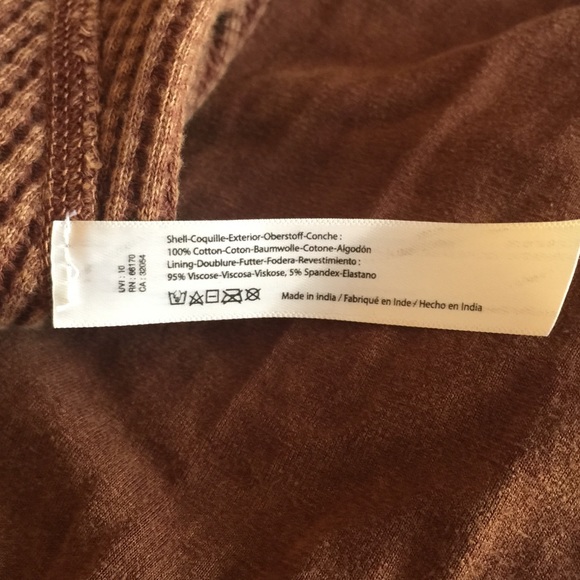 Shell-Coquille-Exterior-Oberstoff-Conche :
100% Cotton-Coton-Baumwolle-Cotone-Algodón
Lining-Doublure-Futter-Fodera-Revestimiento :
95% Viscose-Viscosa-Viskose, 5% Spandex-Elastano
Made in india / Fabriqué en Inde / Hecho en India
UVI : 10
RN : 66170
CA : 32054